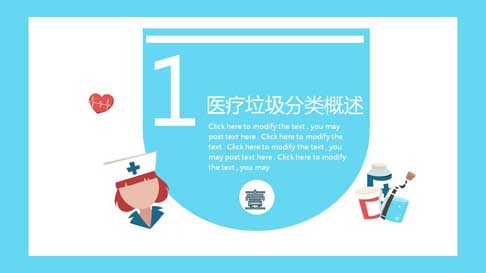 1
医疗垃圾分类概述
Click here to modify the text , you may
post text here . Click here to modify the
text . Click here to modify the text , you
may post text here . Click here to modify
the text , you may